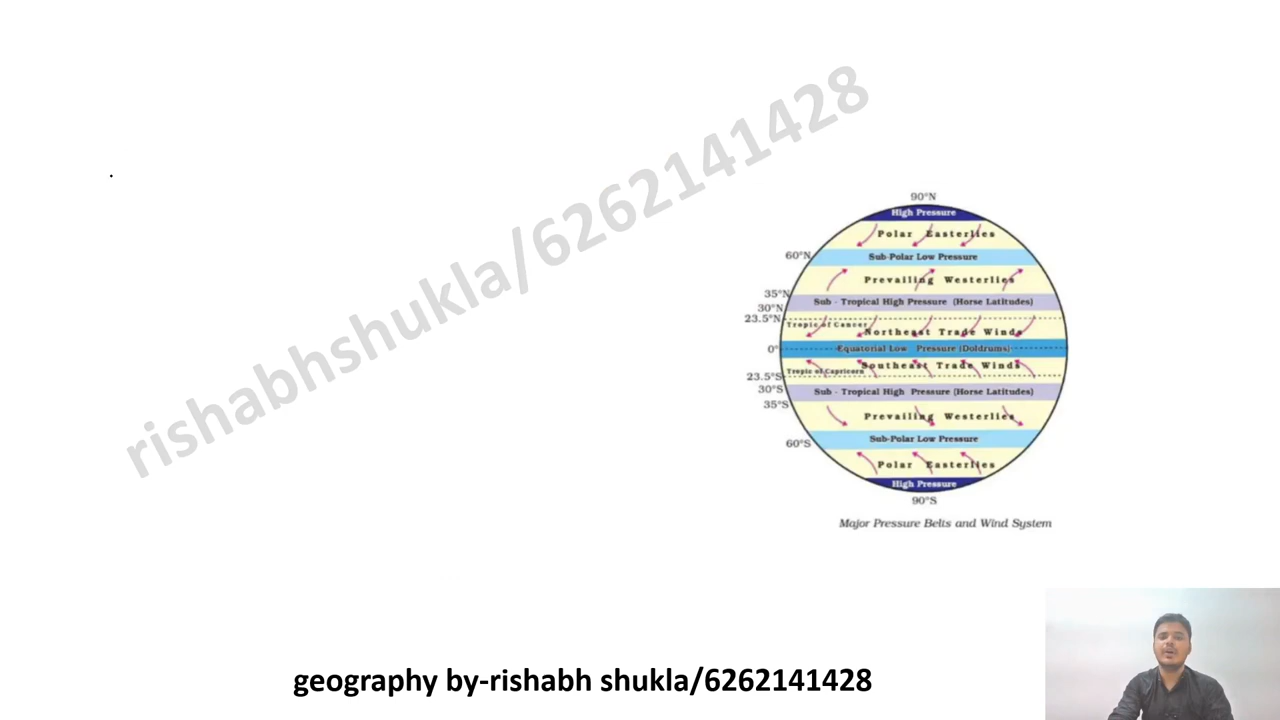 .
rishabhshukla/6262141428
90°N
High Pressure
Polar Easterlies
60°N
Sub-Polar Low Pressure
Prevailing Westerlies
35°N
Sub - Tropical High Pressure (Horse Latitudes)
30°N
23.5°N
Tropic of Cancer
Northeast Trade Winds
0°
Equatorial Low Pressure (Doldrums)
Southeast Trade Winds
Tropic of Capricorn
23.5°S
30°S
Sub - Tropical High Pressure (Horse Latitudes)
35°S
Prevailing Westerlies
60°S
Sub-Polar Low Pressure
Polar Easterlies
High Pressure
90°S
Major Pressure Belts and Wind System
geography by-rishabh shukla/6262141428